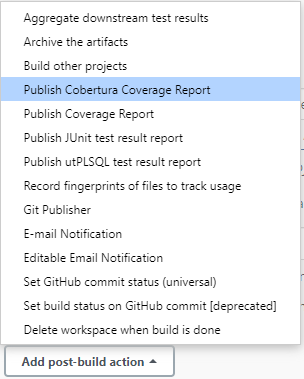 Aggregate downstream test results
Archive the artifacts
Build other projects
Publish Cobertura Coverage Report
Publish Coverage Report
Publish JUnit test result report
Publish utPLSQL test result report
Record fingerprints of files to track usage
Git Publisher
E-mail Notification
Editable Email Notification
Set GitHub commit status (universal)
Set build status on GitHub commit [deprecated]
Delete workspace when build is done
Add post-build action